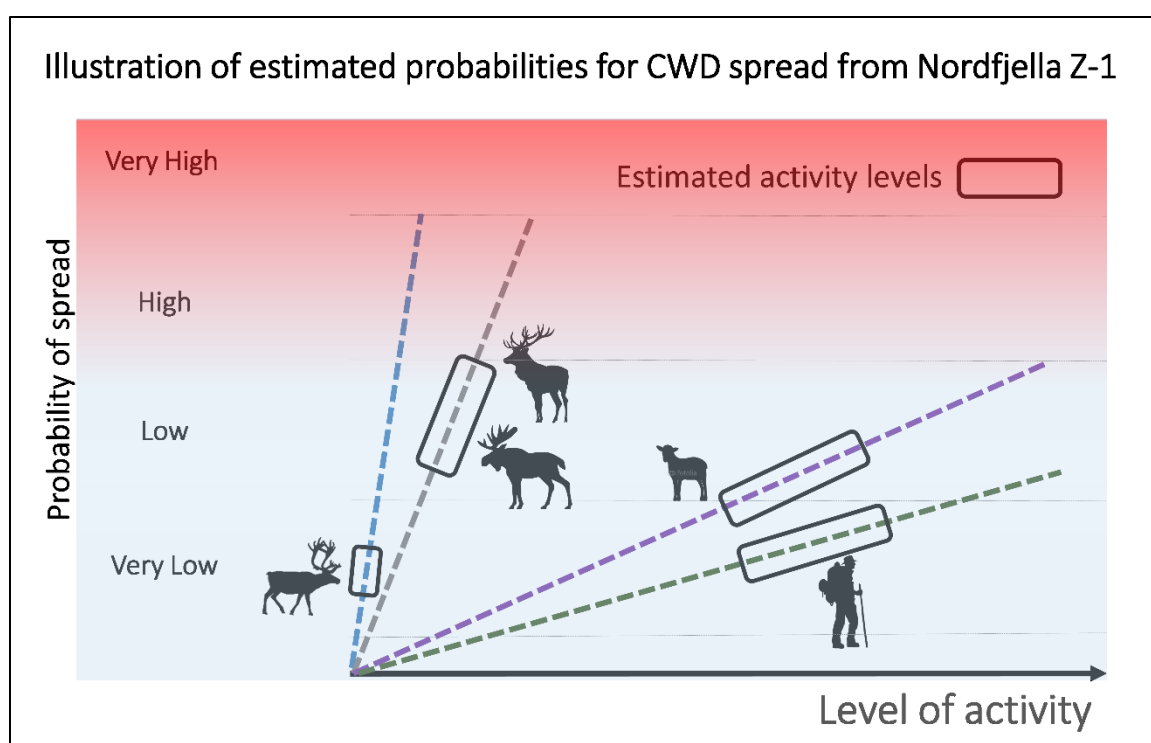 Illustration of estimated probabilities for CWD spread from Nordfjella Z-1
Very High
Estimated activity levels
High
Low
Very Low
Probability of spread
Level of activity